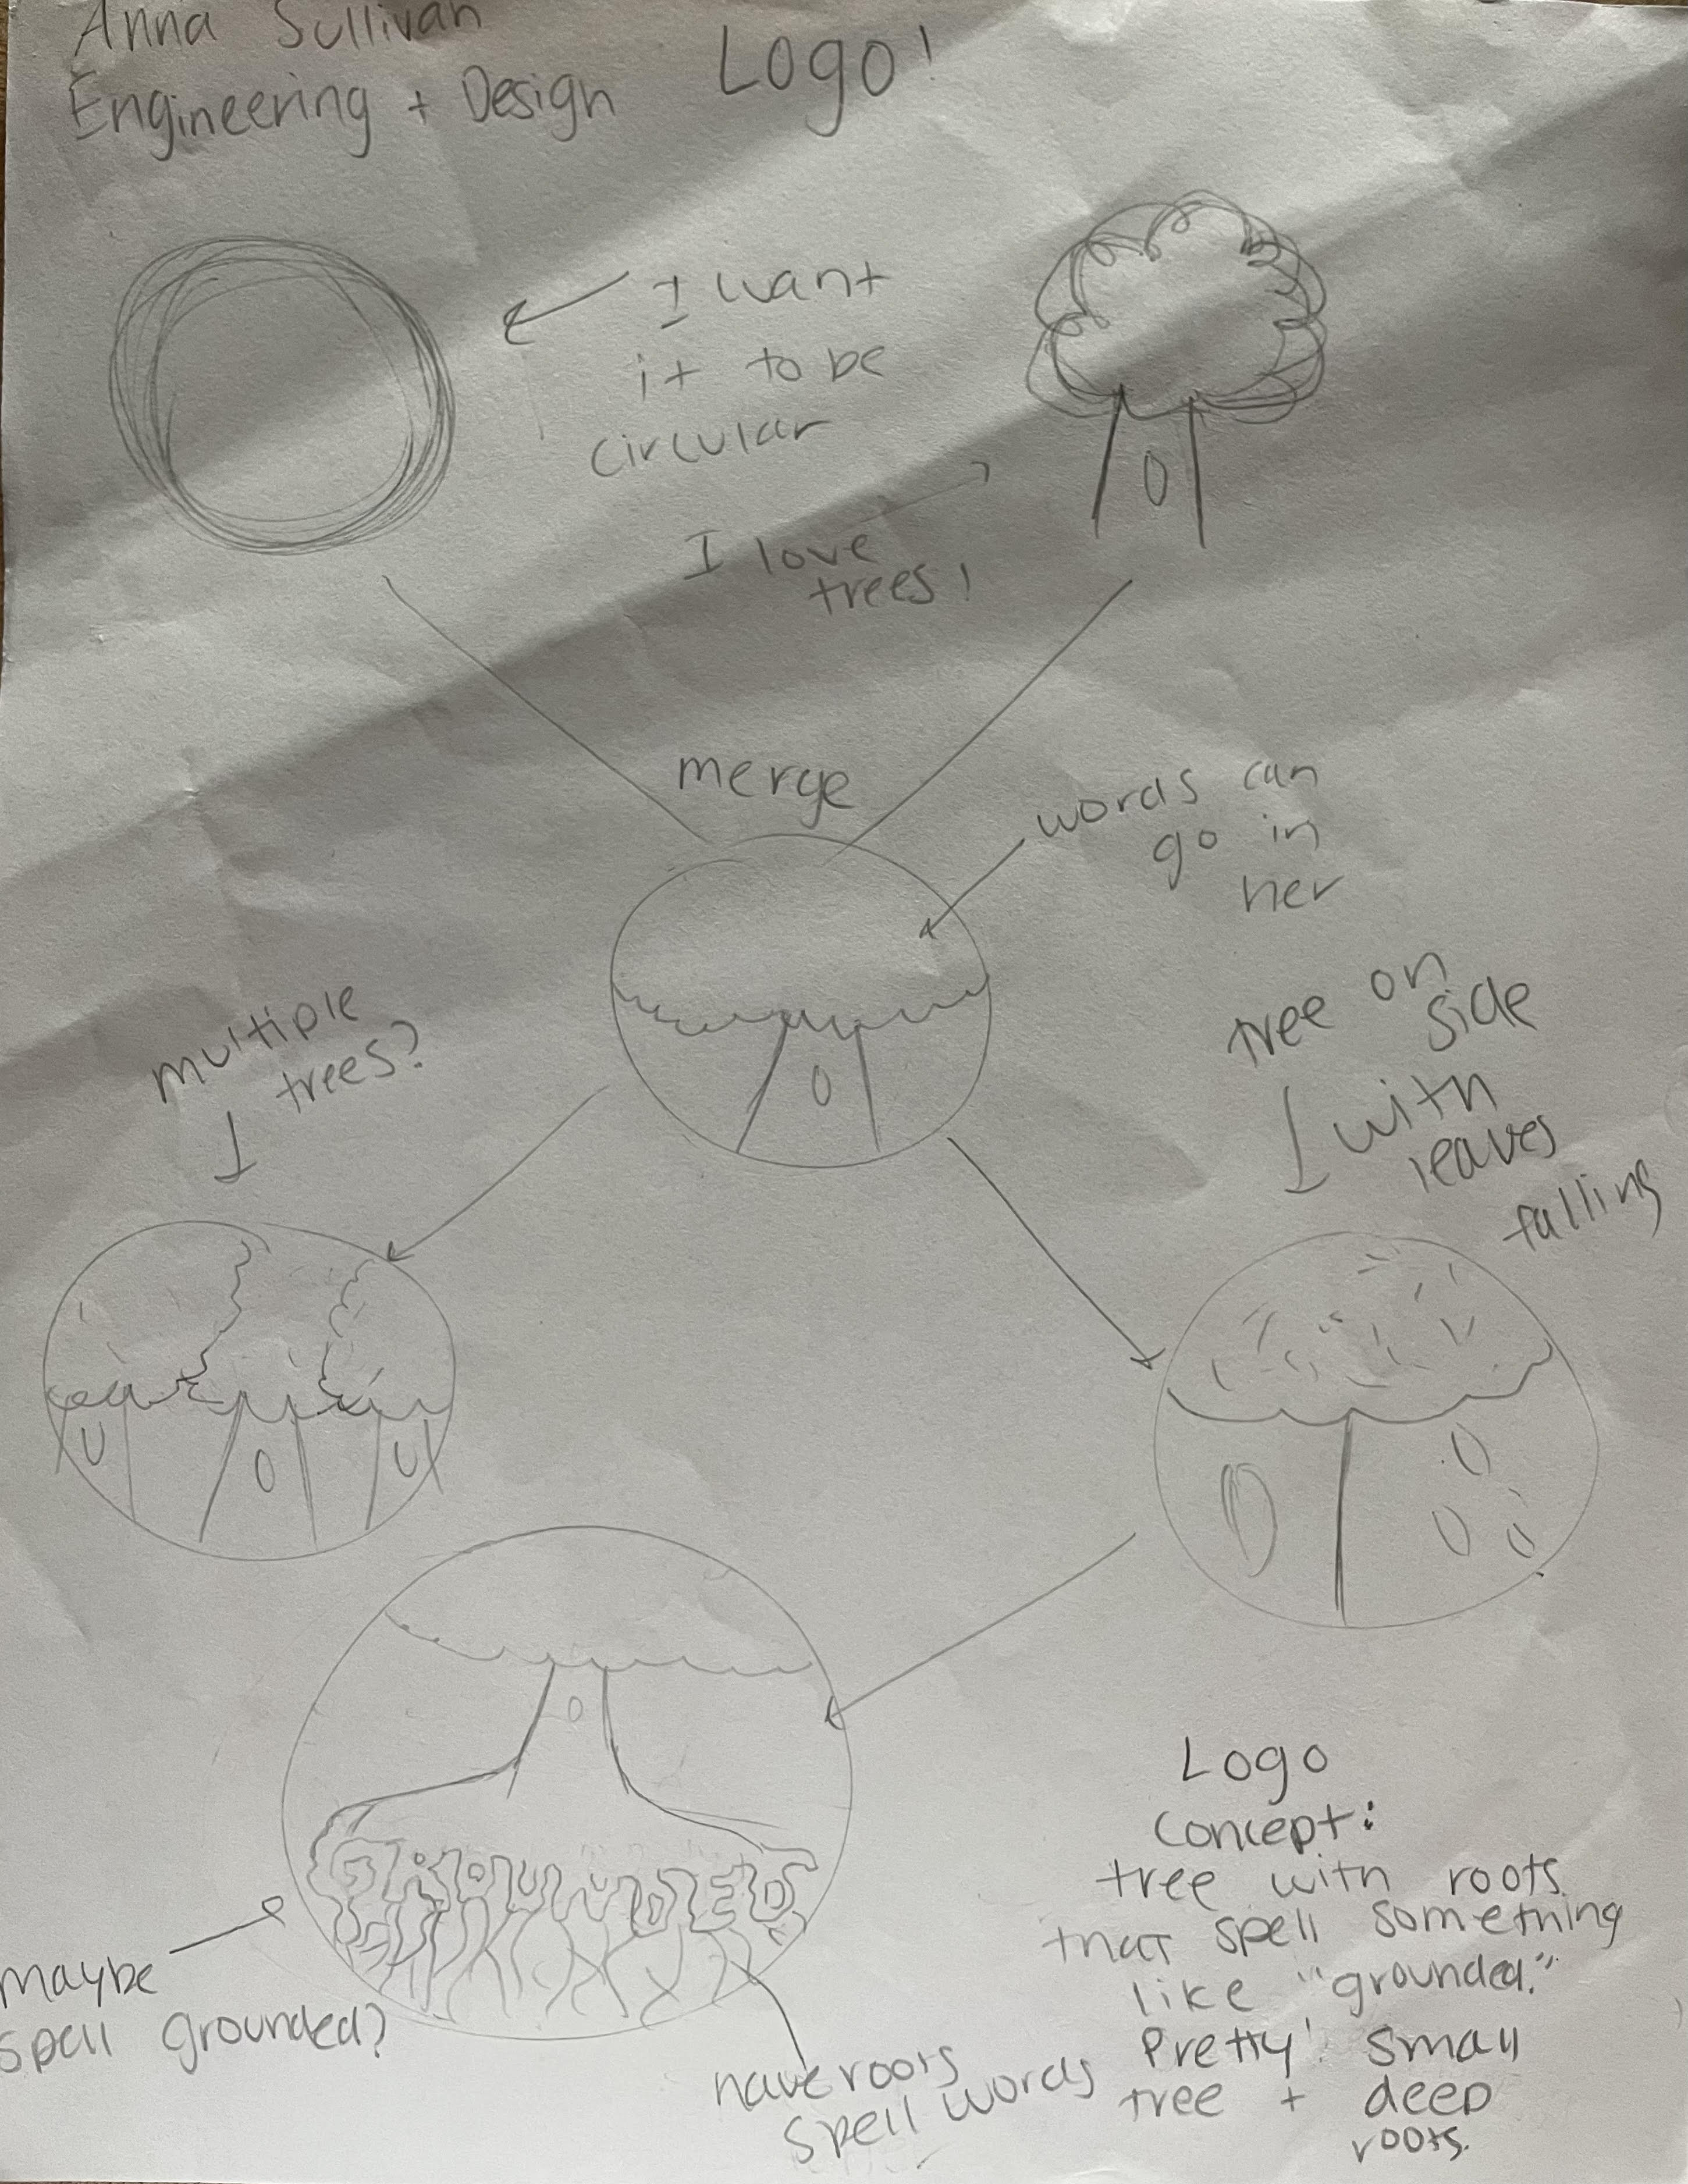 Anna Sullivan
Engineering + Design
Logo!
I want
it to be
circular
I love
trees!
merge
words can
go in
her
multiple
trees?
tree on
side
with
leaves
falling
GROUNDED
maybe
spell grounded?
have roots
spell words
Logo
Concept:
tree with roots
that spell something
like "grounded."
Pretty! small
tree + deep
roots.